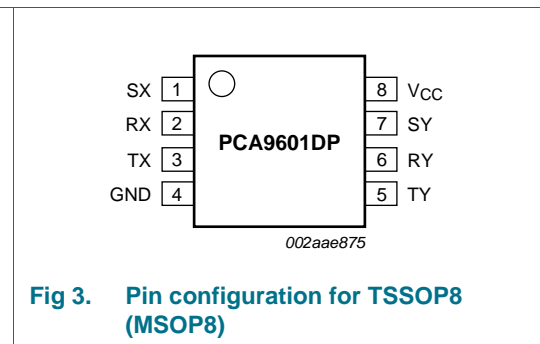 SX 1 8 VCC
RX 2 7 SY
PCA9601DP
TX 3 6 RY
GND 4 5 TY
002aae875
Fig 3. Pin configuration for TSSOP8
(MSOP8)